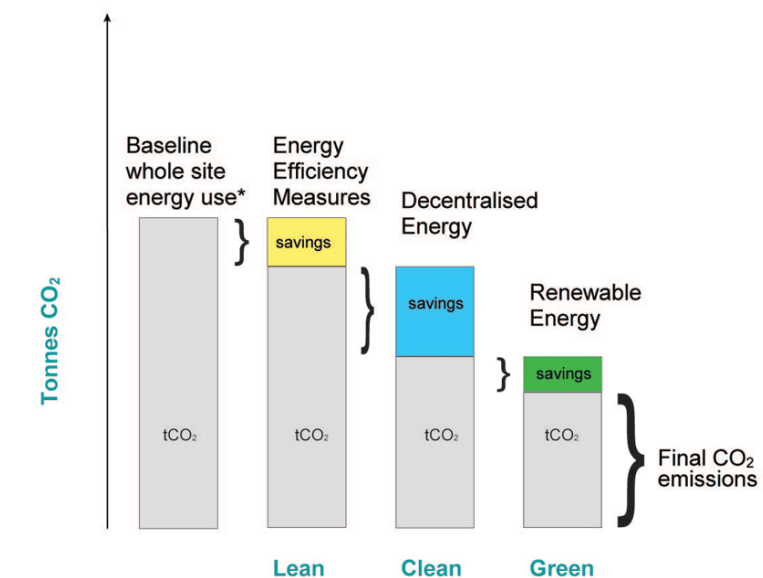 Baseline
whole site
energy use*
Energy
Efficiency
Measures
Decentralised
Energy
Renewable
Energy
savings
savings
savings
Tonnes CO₂
tCO₂
tCO₂
tCO₂
tCO₂
Final CO₂
emissions
Lean
Clean
Green